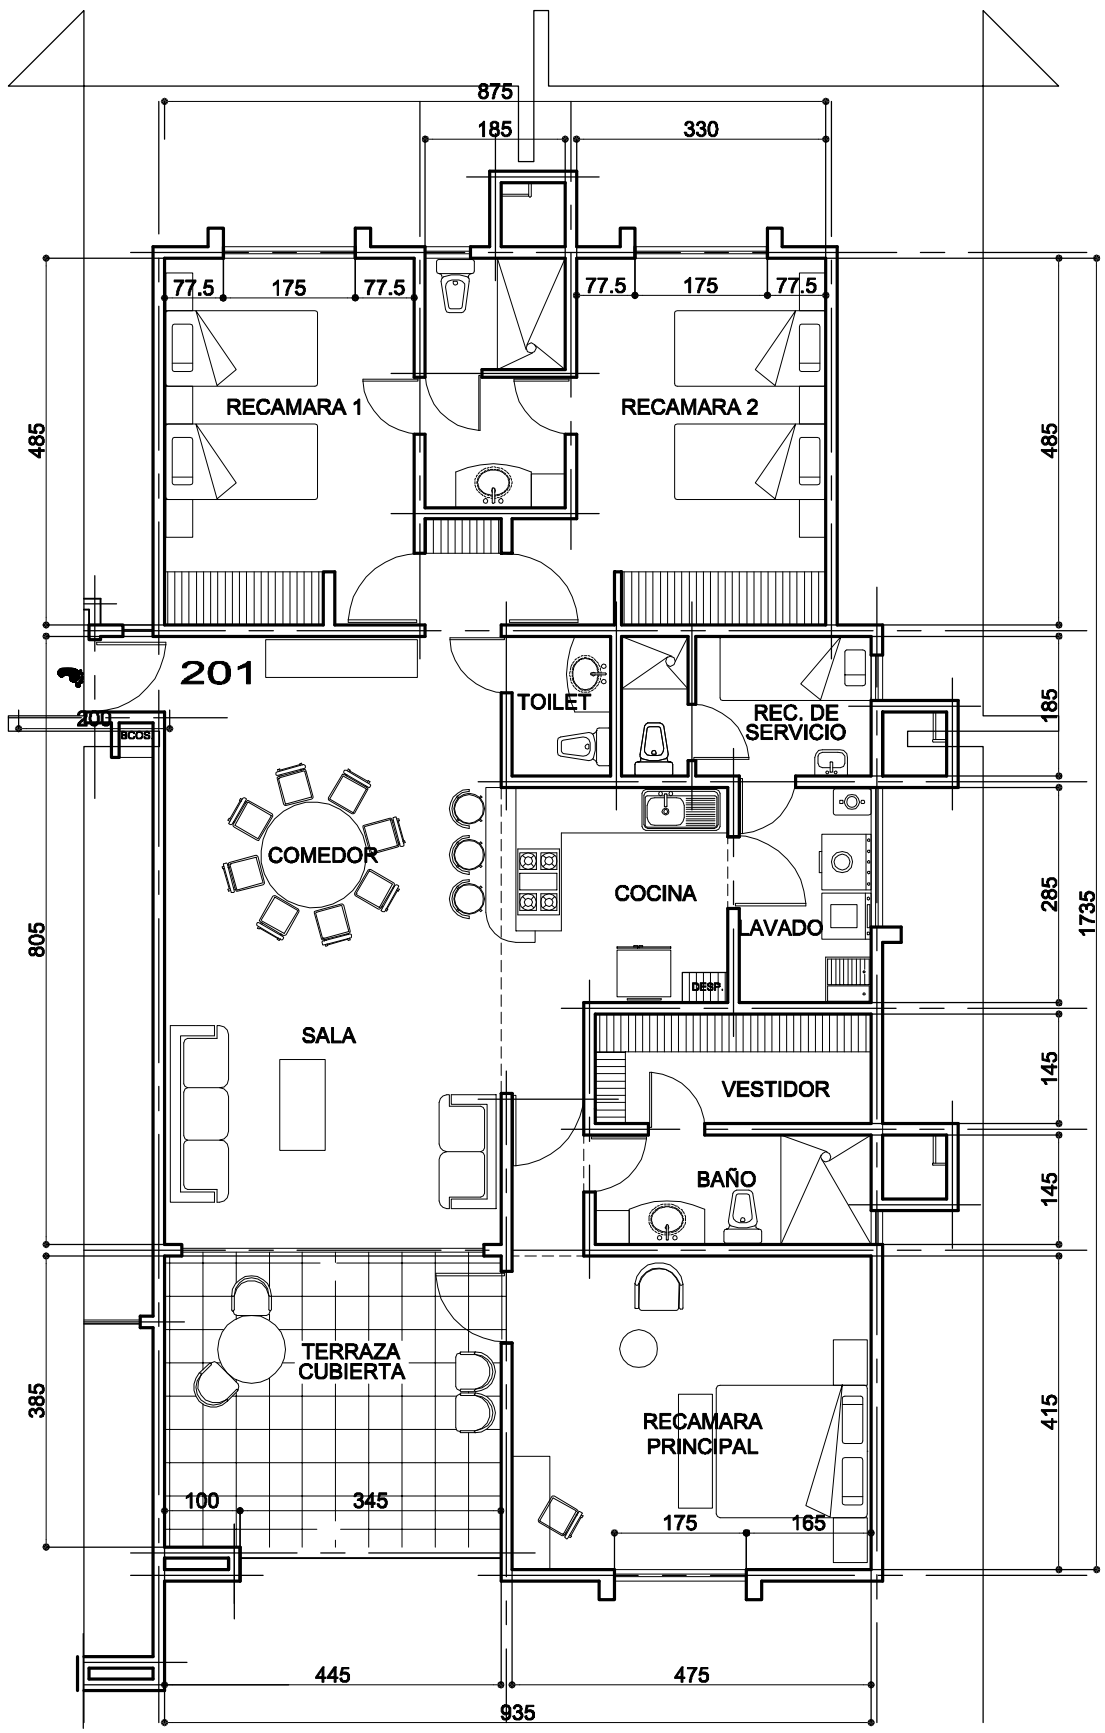 875
185
330
77.5
175
77.5
77.5
175
77.5
RECAMARA 1
RECAMARA 2
485
485
201
TOILET
REC. DE
SERVICIO
185
200
BCOS.
COMEDOR
COCINA
LAVADO
285
1735
805
DESP.
SALA
VESTIDOR
145
BAÑO
145
TERRAZA
CUBIERTA
385
RECAMARA
PRINCIPAL
415
100
345
175
165
445
475
935